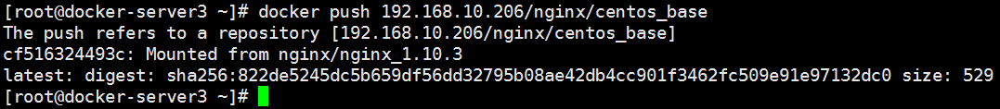 [root@docker-server3 ~]# docker push 192.168.10.206/nginx/centos_base
The push refers to a repository [192.168.10.206/nginx/centos_base]
cf516324493c: Mounted from nginx/nginx_1.10.3
latest: digest: sha256:822de5245dc5b659df56dd32795b08ae42db4cc901f3462fc509e91e97132dc0 size: 529
[root@docker-server3 ~]#